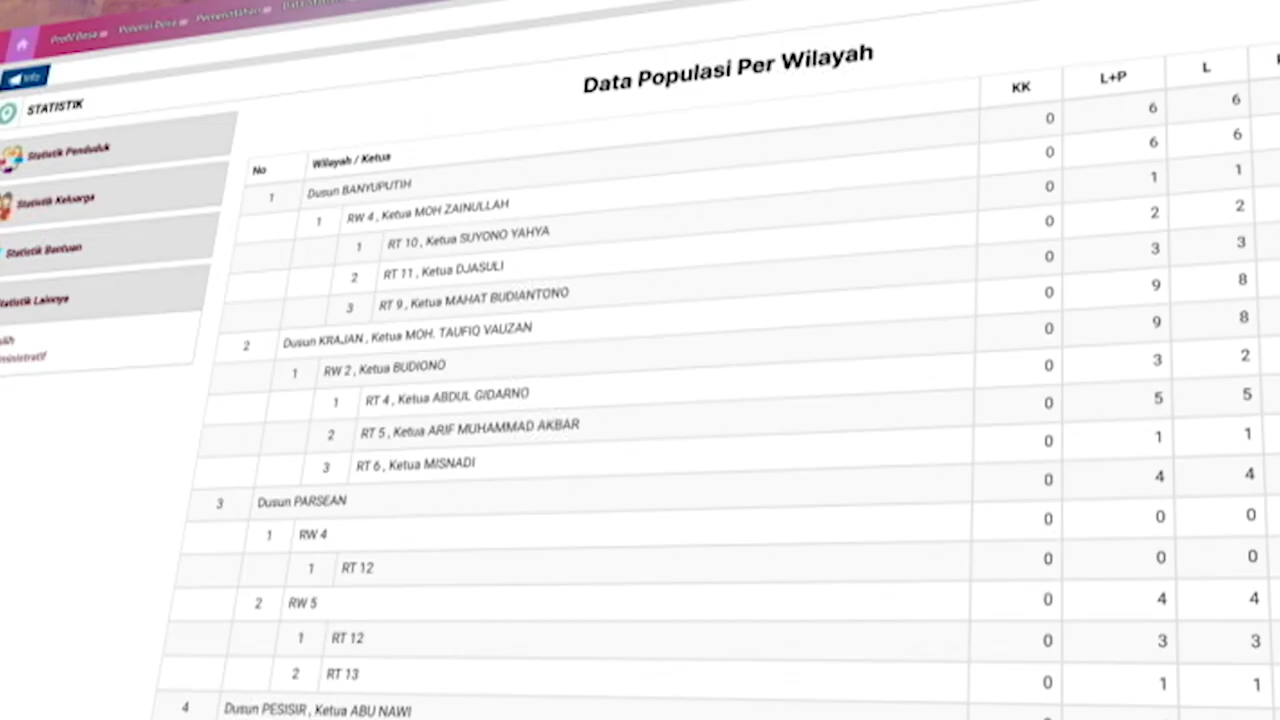 Profil Desa Potensi Desa Pemerintahan
Info
STATISTIK
Statistik Penduduk
Statistik Keluarga
Statistik Bantuan
Statistik Lainnya
Data Populasi Per Wilayah
No Wilayah / Ketua KK L+P L
1 Dusun BANYUPUTIH 0 6 6
1 RW 4 , Ketua MOH ZAINULLAH 0 6 6
1 RT 10 , Ketua SUYONO YAHYA 0 1 1
2 RT 11 , Ketua DJASULI 0 2 2
3 RT 9 , Ketua MAHAT BUDIANTONO 0 3 3
2 Dusun KRAJAN , Ketua MOH. TAUFIQ VAUZAN 0 9 8
1 RW 2 , Ketua BUDIONO 0 9 8
1 RT 4 , Ketua ABDUL GIDARNO 0 3 2
2 RT 5 , Ketua ARIF MUHAMMAD AKBAR 0 5 5
3 RT 6 , Ketua MISNADI 0 1 1
3 Dusun PARSEAN 0 4 4
1 RW 4 0 0 0
1 RT 12 0 0 0
2 RW 5 0 4 4
1 RT 12 0 3 3
2 RT 13 0 1 1
4 Dusun PESISIR , Ketua ABU NAWI